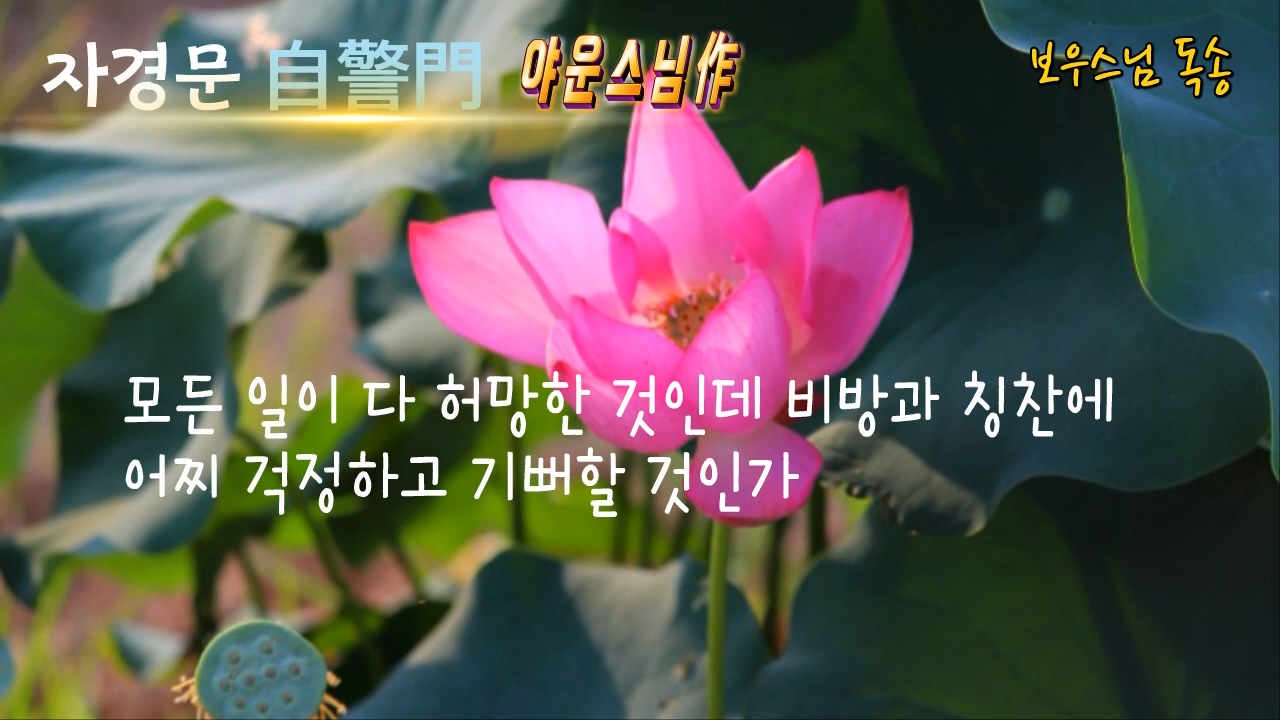 자경문 自警門 야운스님作
보우스님 독송
모든 일이 다 허망한 것인데 비방과 칭찬에
어찌 걱정하고 기뻐할 것인가